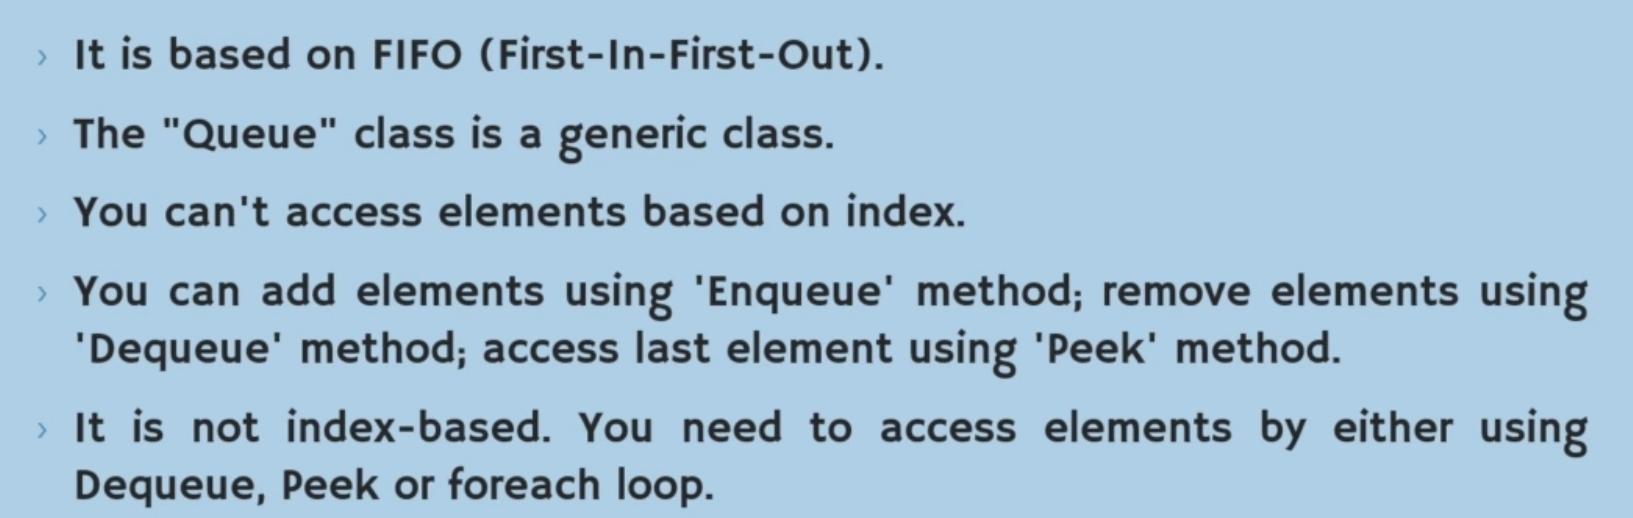 › It is based on FIFO (First-In-First-Out).
› The "Queue" class is a generic class.
› You can't access elements based on index.
› You can add elements using 'Enqueue' method; remove elements using
'Dequeue' method; access last element using 'Peek' method.
› It is not index-based. You need to access elements by either using
Dequeue, Peek or foreach loop.